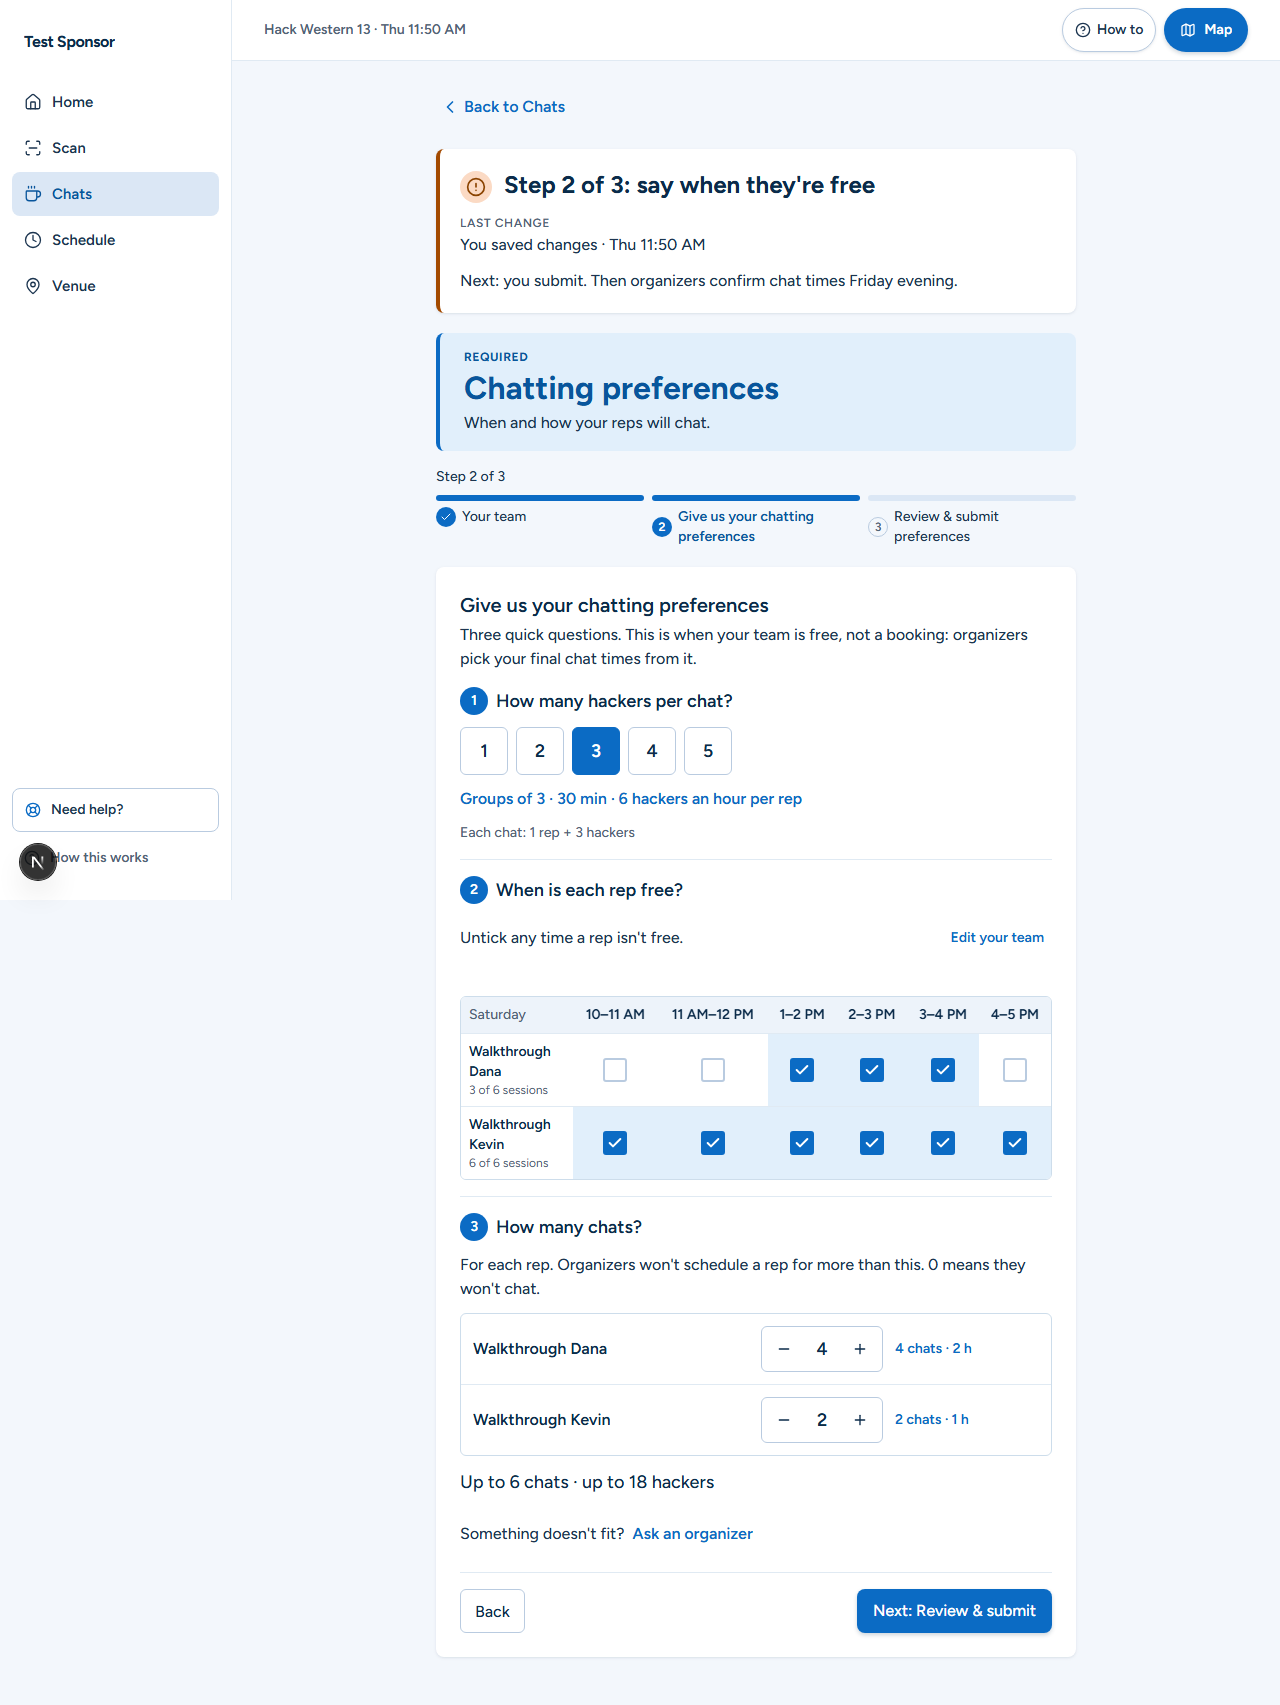 Test Sponsor
Home
Scan
Chats
Schedule
Venue
Need help?
How this works
N
Hack Western 13 · Thu 11:50 AM
How to
Map
Back to Chats
Step 2 of 3: say when they're free
LAST CHANGE
You saved changes · Thu 11:50 AM
Next: you submit. Then organizers confirm chat times Friday evening.
REQUIRED
Chatting preferences
When and how your reps will chat.
Step 2 of 3
Your team
2 Give us your chatting preferences
3 Review & submit preferences
Give us your chatting preferences
Three quick questions. This is when your team is free, not a booking: organizers
pick your final chat times from it.
1 How many hackers per chat?
1 2 3 4 5
Groups of 3 · 30 min · 6 hackers an hour per rep
Each chat: 1 rep + 3 hackers
2 When is each rep free?
Untick any time a rep isn't free. Edit your team
Saturday 10–11 AM 11 AM–12 PM 1–2 PM 2–3 PM 3–4 PM 4–5 PM
Walkthrough
Dana
3 of 6 sessions
Walkthrough
Kevin
6 of 6 sessions
3 How many chats?
For each rep. Organizers won't schedule a rep for more than this. 0 means they
won't chat.
Walkthrough Dana − 4 + 4 chats · 2 h
Walkthrough Kevin − 2 + 2 chats · 1 h
Up to 6 chats · up to 18 hackers
Something doesn't fit? Ask an organizer
Back
Next: Review & submit